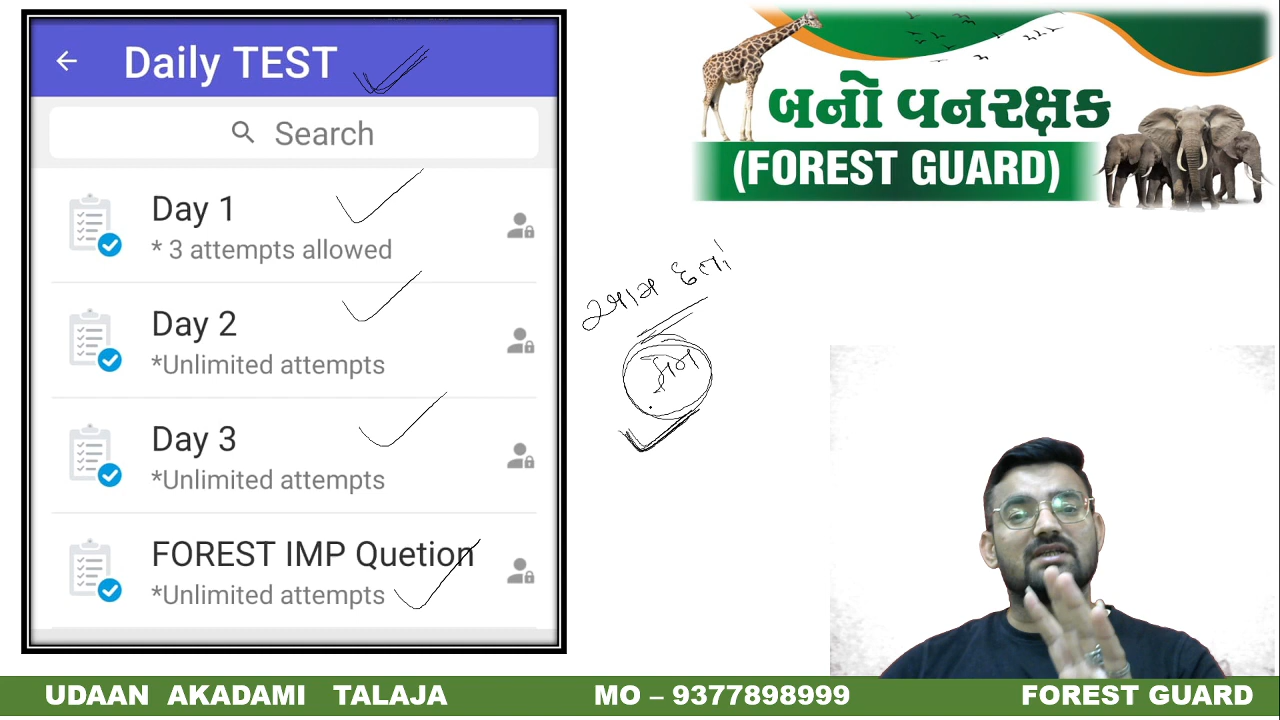 Daily TEST
Search
Day 1
* 3 attempts allowed
Day 2
*Unlimited attempts
Day 3
*Unlimited attempts
FOREST IMP Quetion
*Unlimited attempts
બનો વનરક્ષક
(FOREST GUARD)
UDAAN AKADAMI TALAJA
MO – 9377898999
FOREST GUARD